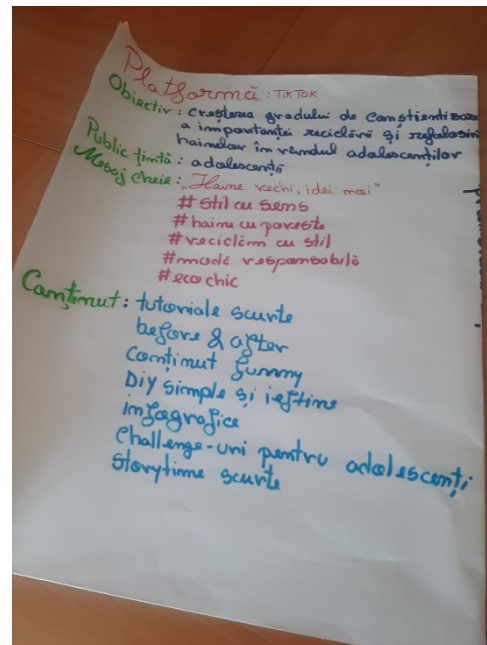 Platformă: TikTok
Obiectiv: creșterea gradului de conștientizare
a importanței reciclării și refolosirii
hainelor în rândul adolescenților
Public țintă: adolescenții
Mesaj cheie: „Haine vechi, idei noi”
# stil cu sens
# haine cu poveste
# reciclăm cu stil
# modă responsabilă
# eco chic
Conținut: tutoriale scurte
before & after
conținut funny
DIY simple și ieftine
infografice
challenge-uri pentru adolescenți
storytime scurte